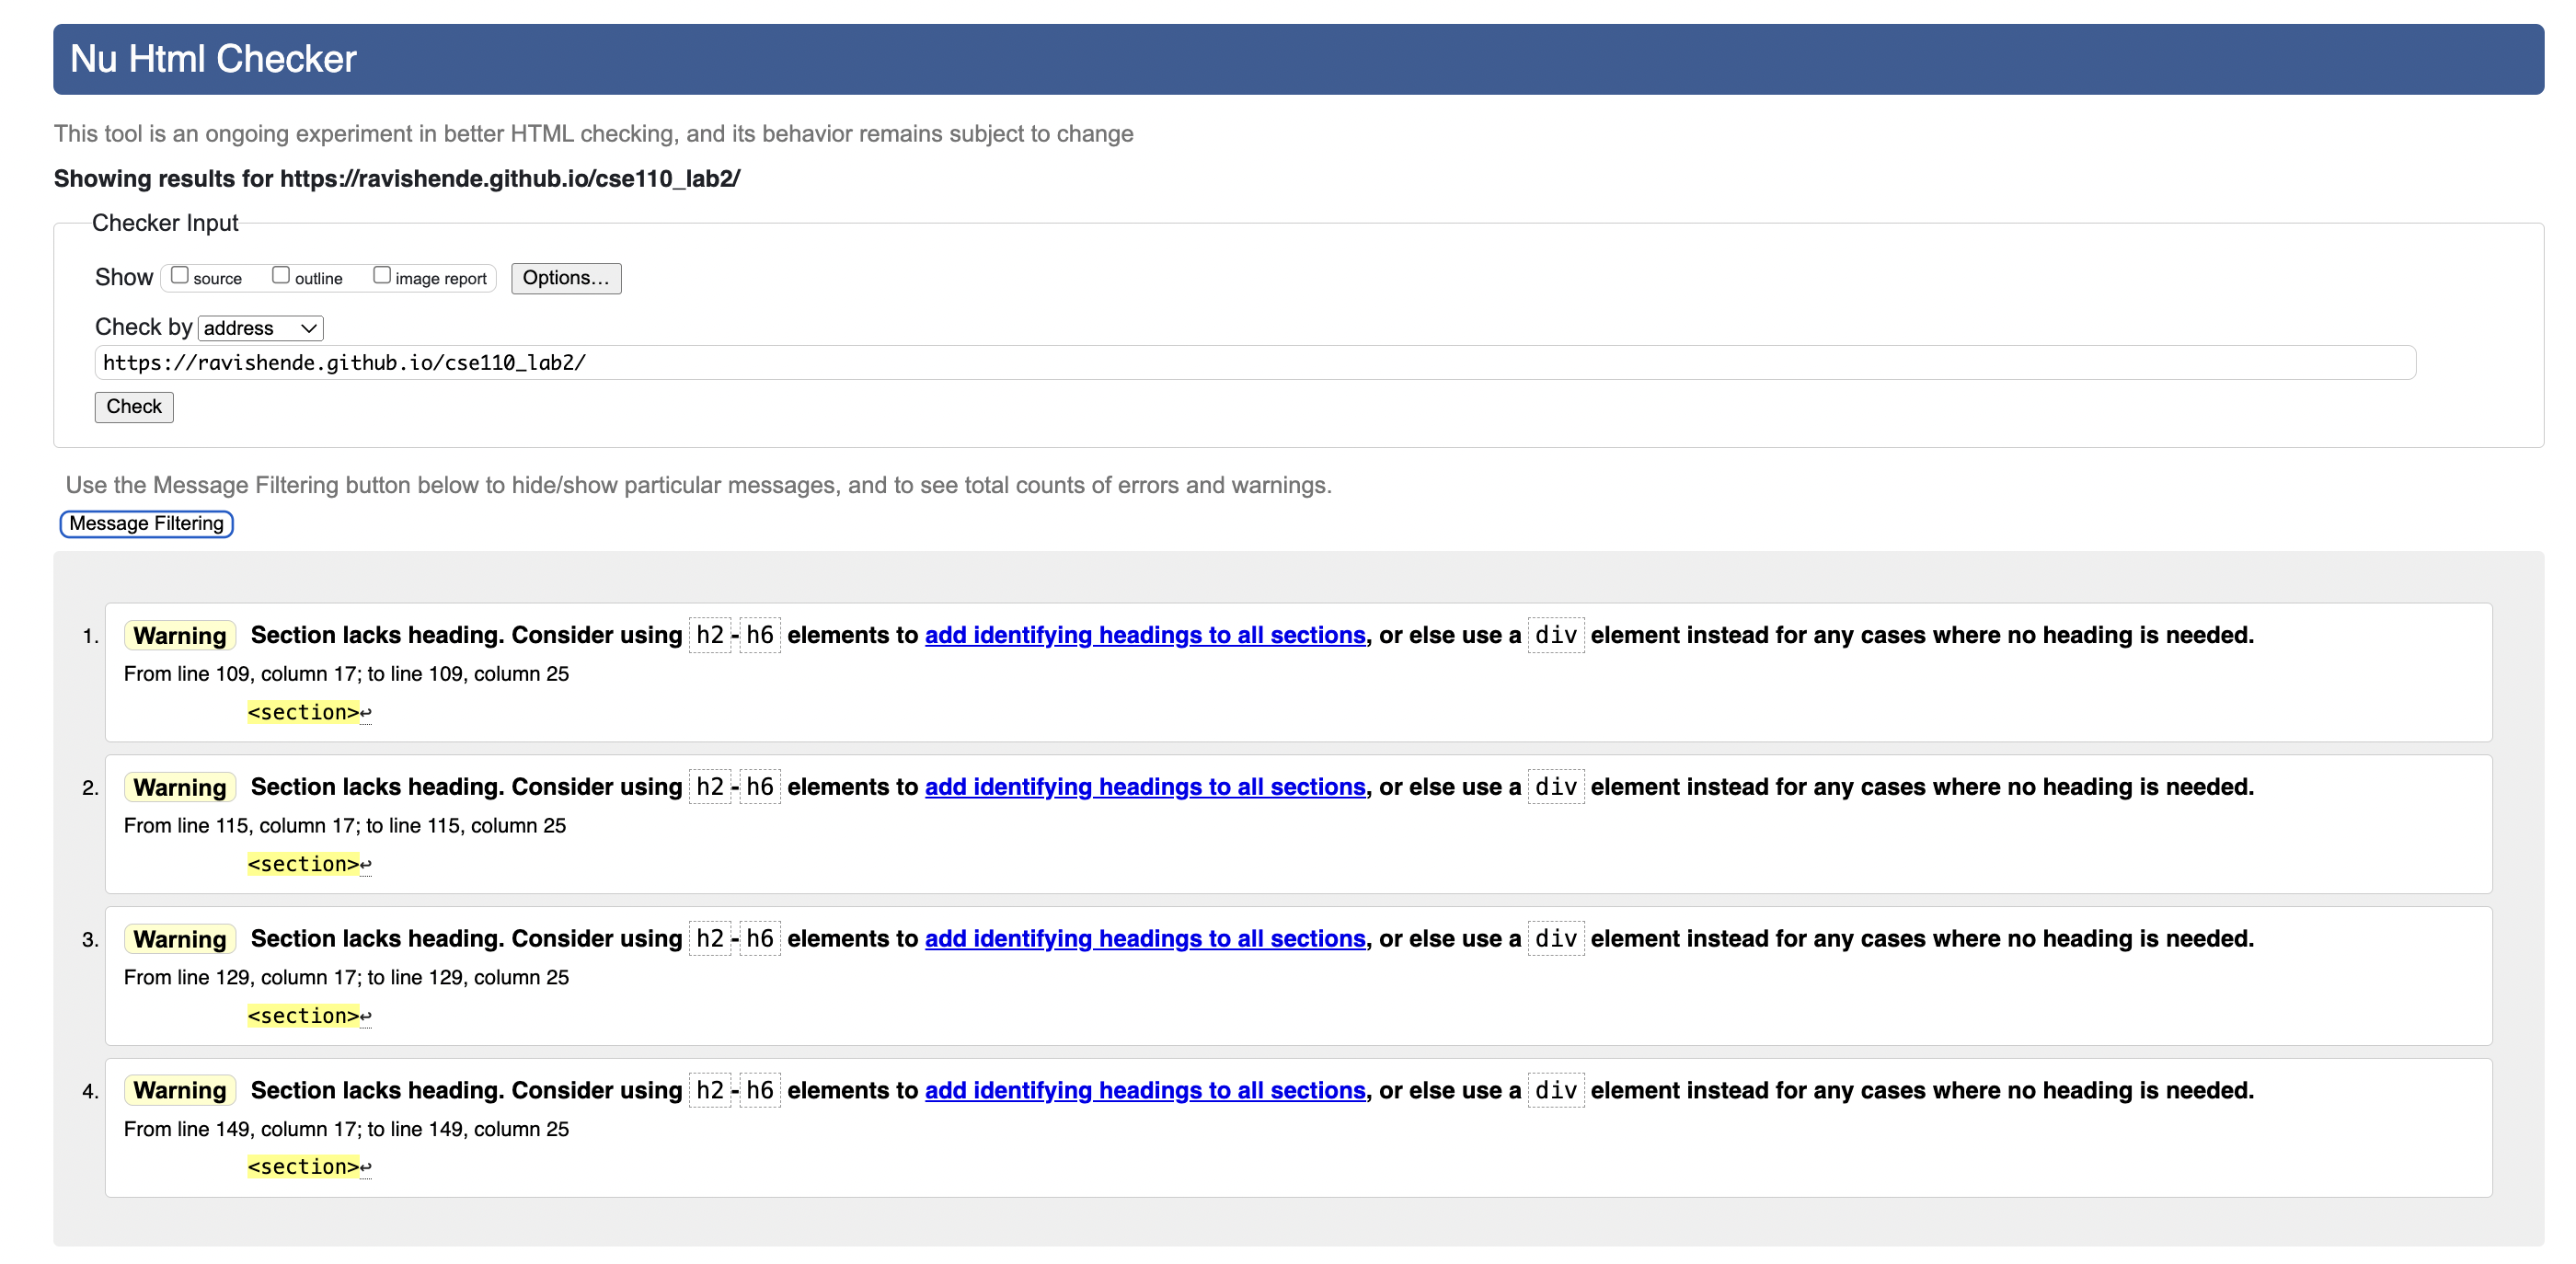 Nu Html Checker
This tool is an ongoing experiment in better HTML checking, and its behavior remains subject to change
Showing results for https://ravishende.github.io/cse110_lab2/
Checker Input
Show source outline image report Options...
Check by address
https://ravishende.github.io/cse110_lab2/
Check
Use the Message Filtering button below to hide/show particular messages, and to see total counts of errors and warnings.
Message Filtering
1. Warning Section lacks heading. Consider using h2-h6 elements to add identifying headings to all sections, or else use a div element instead for any cases where no heading is needed.
From line 109, column 17; to line 109, column 25
<section>↩
2. Warning Section lacks heading. Consider using h2-h6 elements to add identifying headings to all sections, or else use a div element instead for any cases where no heading is needed.
From line 115, column 17; to line 115, column 25
<section>↩
3. Warning Section lacks heading. Consider using h2-h6 elements to add identifying headings to all sections, or else use a div element instead for any cases where no heading is needed.
From line 129, column 17; to line 129, column 25
<section>↩
4. Warning Section lacks heading. Consider using h2-h6 elements to add identifying headings to all sections, or else use a div element instead for any cases where no heading is needed.
From line 149, column 17; to line 149, column 25
<section>↩